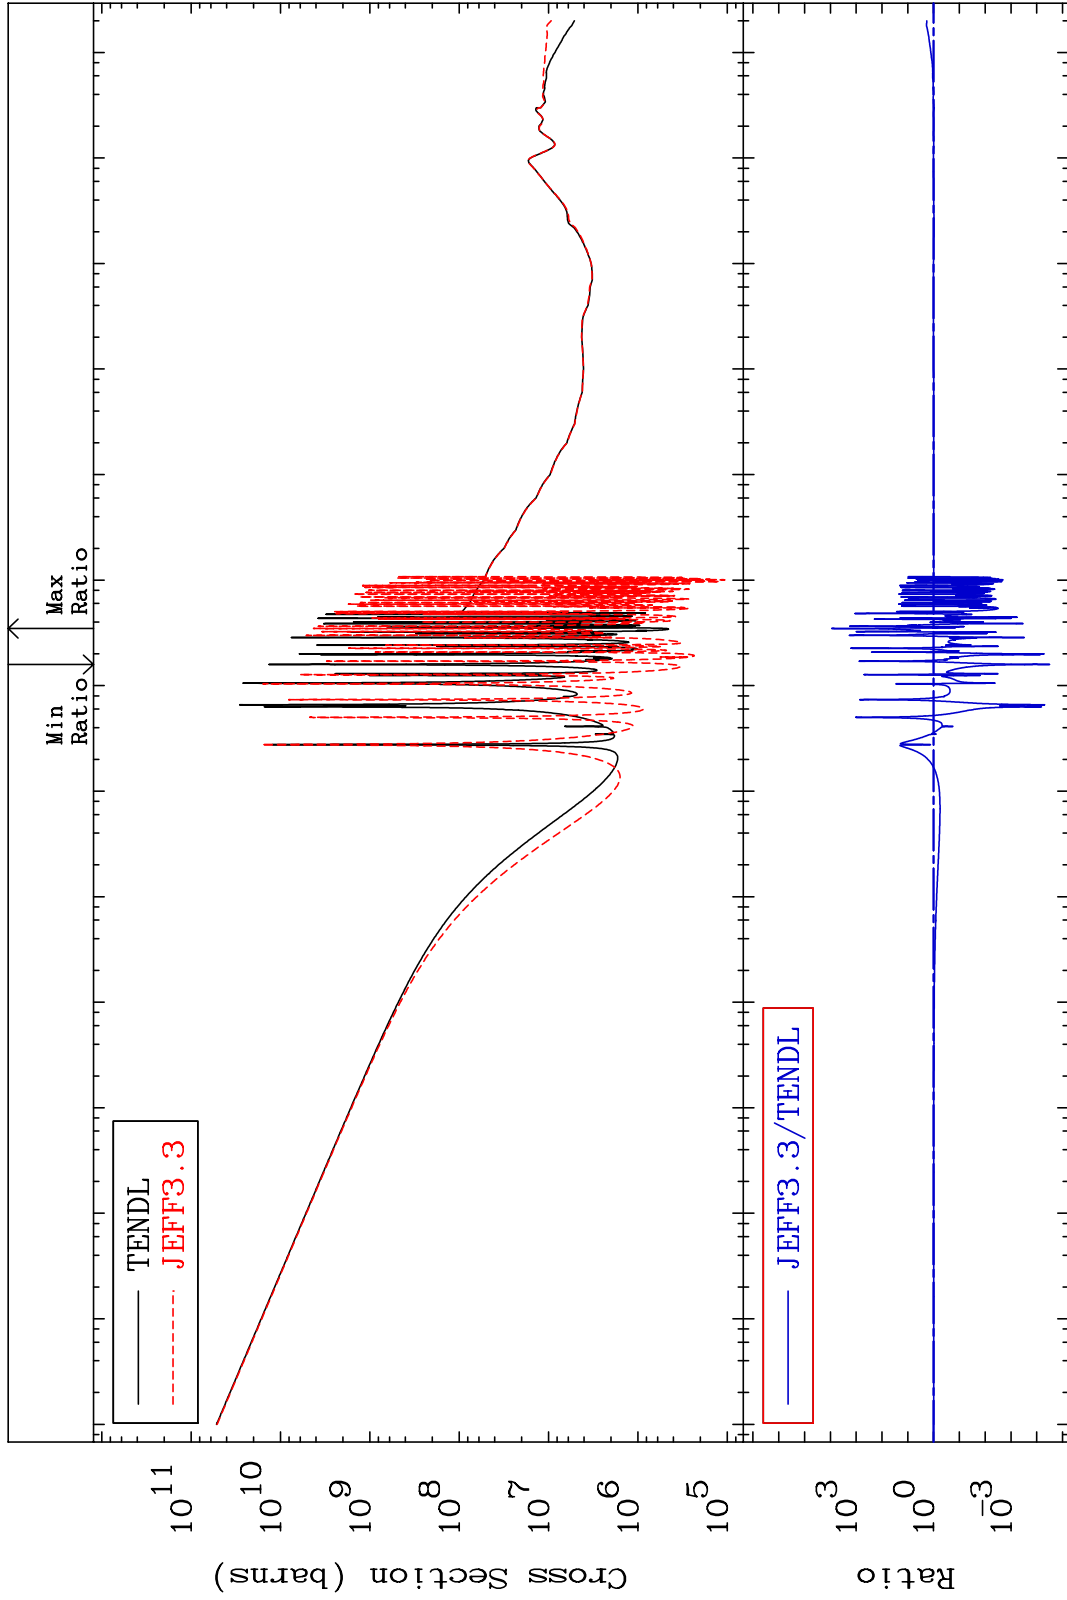 Min
Ratio
Max
Ratio
TENDL
JEFF3.3
10^11
10^10
10^9
10^8
10^7
10^6
10^5
Cross Section (barns)
JEFF3.3/TENDL
10^3
10^0
10^-3
Ratio